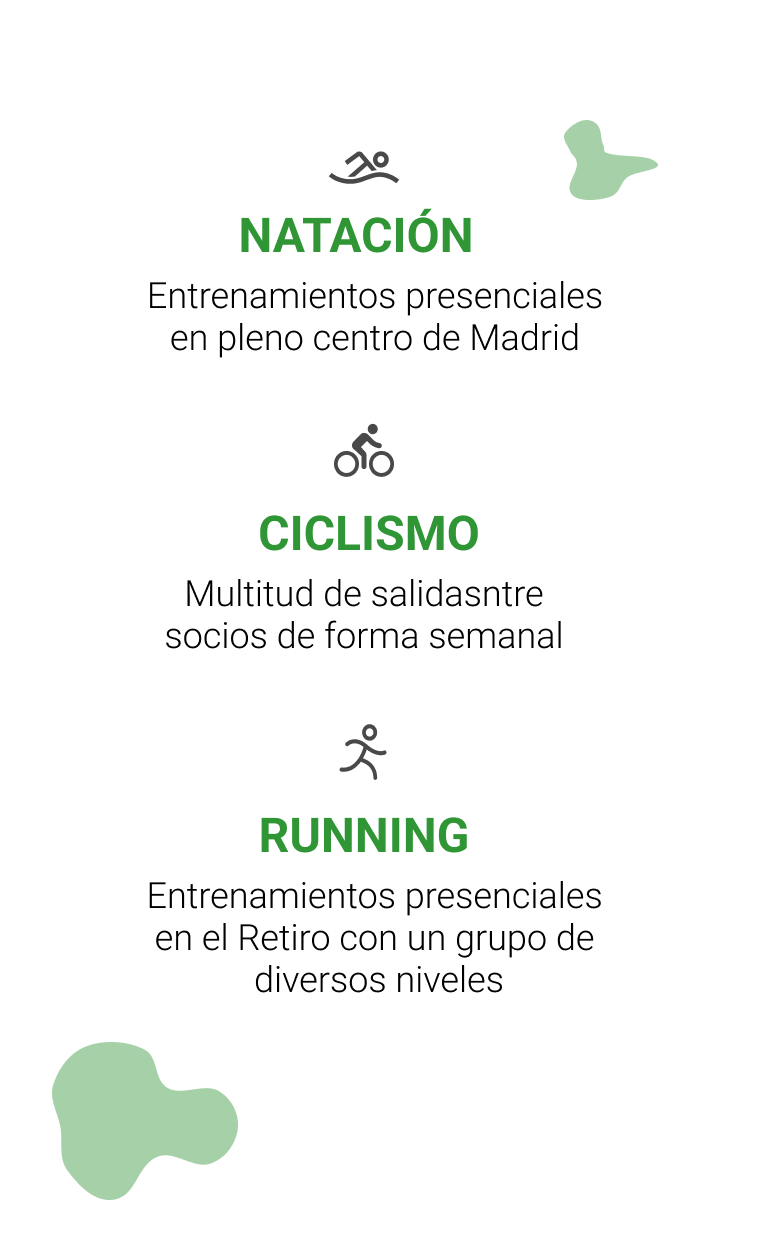 NATACIÓN
Entrenamientos presenciales
en pleno centro de Madrid
CICLISMO
Multitud de salidasntre
socios de forma semanal
RUNNING
Entrenamientos presenciales
en el Retiro con un grupo de
diversos niveles